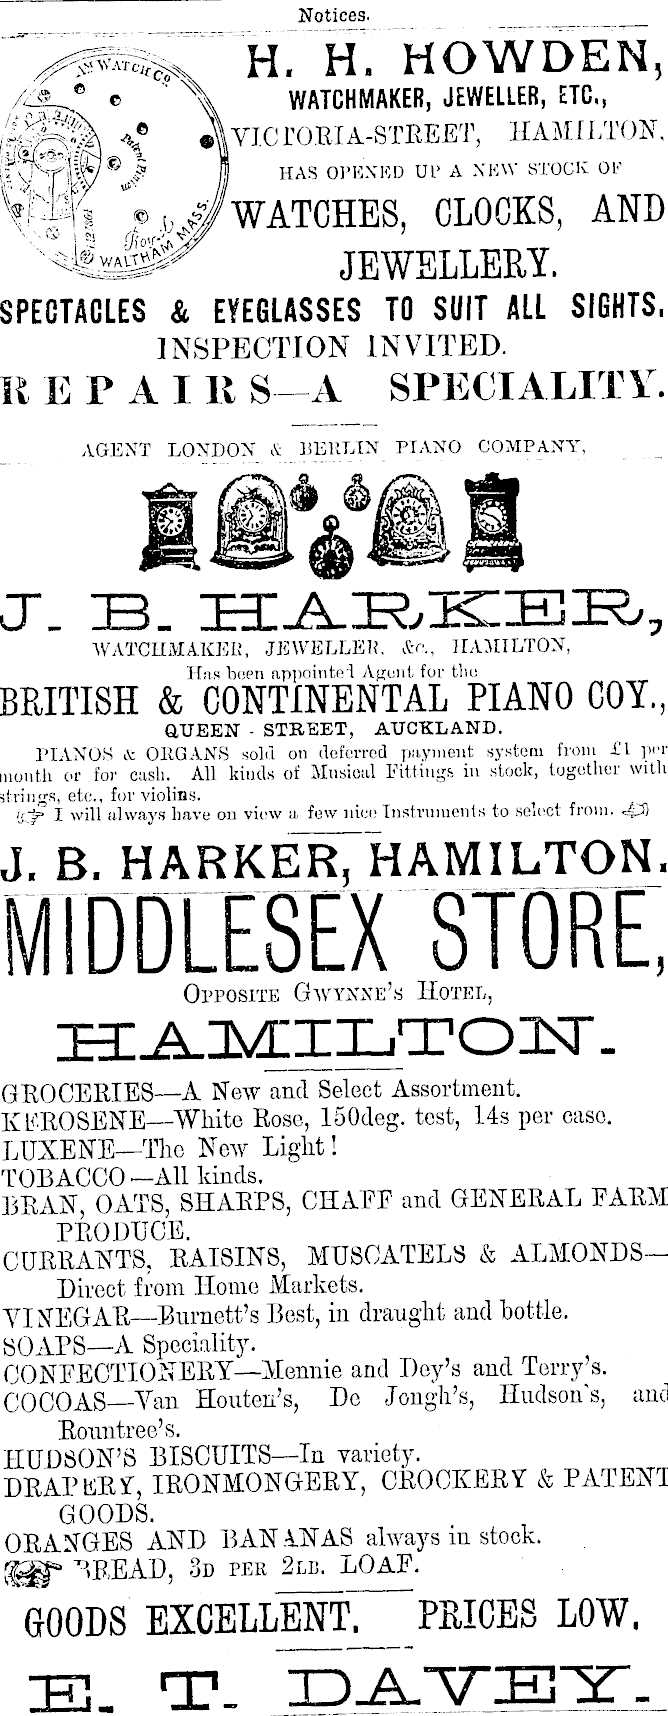 Notices.
AM WATCH CO
Patent Pinion
WALTHAM MASS.
H. H. HOWDEN,
WATCHMAKER, JEWELLER, ETC.,
VICTORIA-STREET, HAMILTON.
HAS OPENED UP A NEW STOCK OF
WATCHES, CLOCKS, AND
JEWELLERY.
SPECTACLES & EYEGLASSES TO SUIT ALL SIGHTS.
INSPECTION INVITED.
REPAIRS—A SPECIALITY.
AGENT LONDON & BERLIN PIANO COMPANY,
J. B. HARKER,
WATCHMAKER, JEWELLER, &c., HAMILTON,
Has been appointed Agent for the
BRITISH & CONTINENTAL PIANO COY.,
QUEEN - STREET, AUCKLAND.
PIANOS & ORGANS sold on deferred payment system from £1 per
month or for cash. All kinds of Musical Fittings in stock, together with
strings, etc., for violins.
I will always have on view a few nice Instruments to select from.
J. B. HARKER, HAMILTON.
MIDDLESEX STORE,
OPPOSITE GWYNNE'S HOTEL,
HAMILTON.
GROCERIES—A New and Select Assortment.
KEROSENE—White Rose, 150deg. test, 14s per case.
LUXENE—The New Light!
TOBACCO—All kinds.
BRAN, OATS, SHARPS, CHAFF and GENERAL FARM
PRODUCE.
CURRANTS, RAISINS, MUSCATELS & ALMONDS—
Direct from Home Markets.
VINEGAR—Burnett's Best, in draught and bottle.
SOAPS—A Speciality.
CONFECTIONERY—Mennie and Dey's and Terry's.
COCOAS—Van Houten's, De Jongh's, Hudson's, and
Rountree's.
HUDSON'S BISCUITS—In variety.
DRAPERY, IRONMONGERY, CROCKERY & PATENT
GOODS.
ORANGES AND BANANAS always in stock.
BREAD, 3D PER 2LB. LOAF.
GOODS EXCELLENT. PRICES LOW.
E. T. DAVEY.